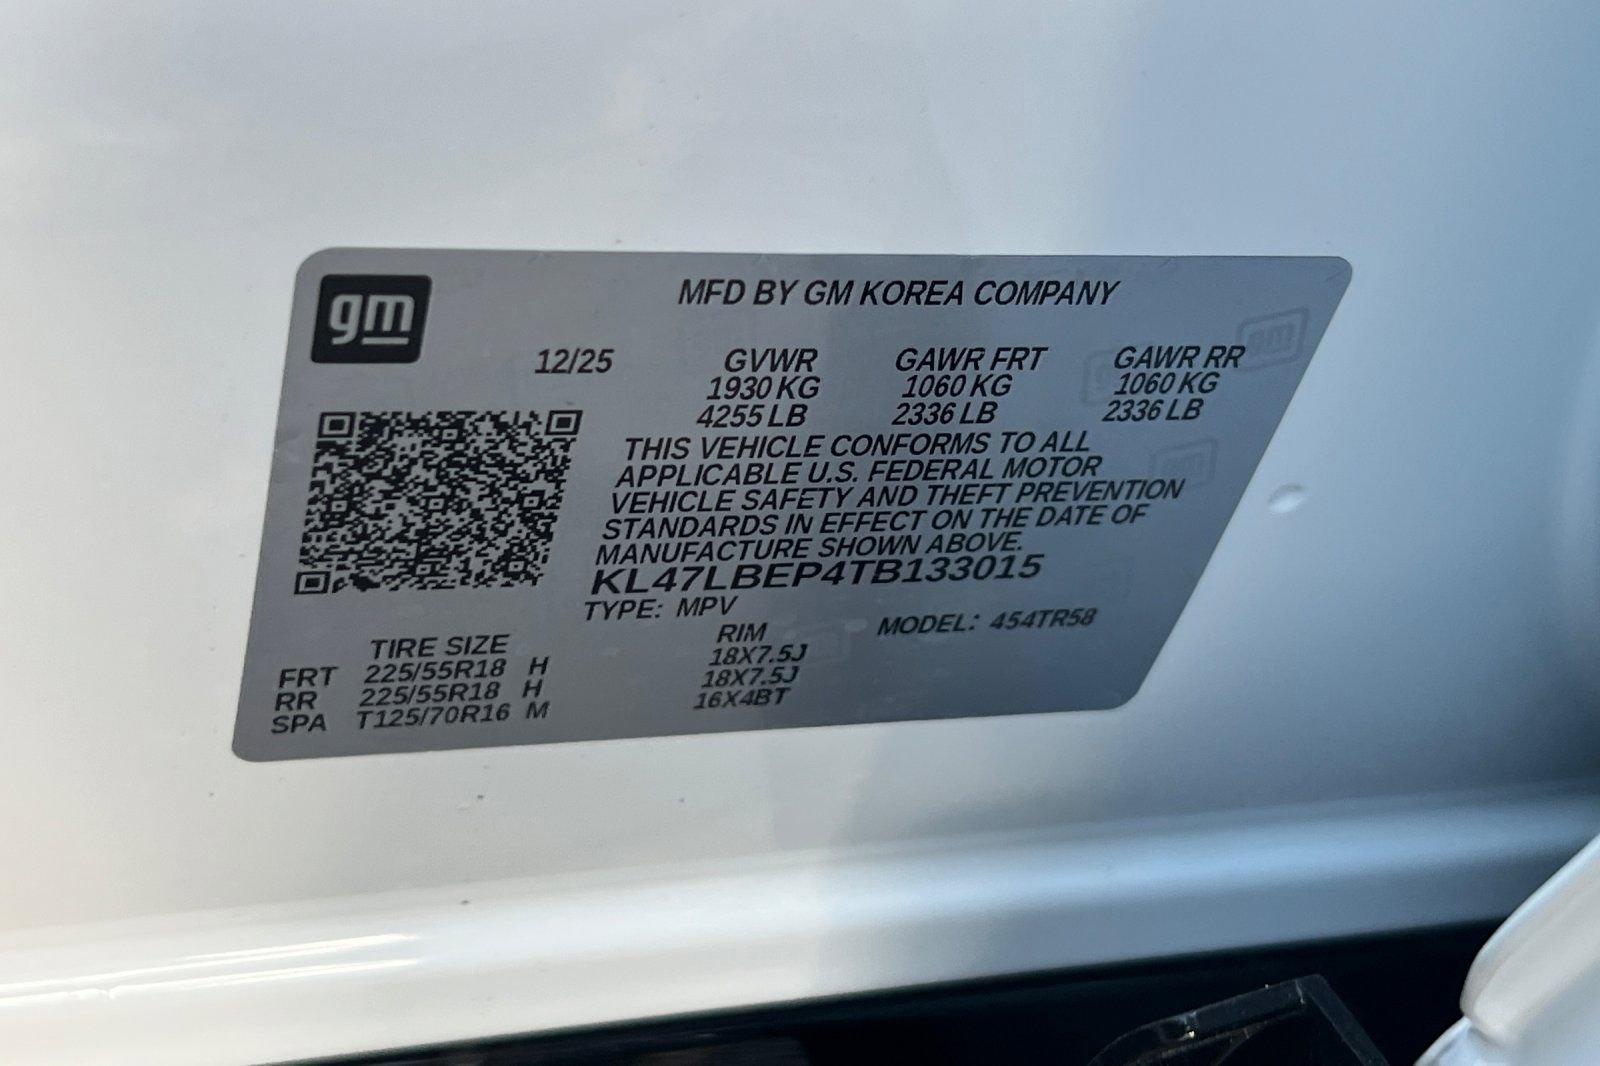 gm
MFD BY GM KOREA COMPANY
12/25 GVWR GAWR FRT GAWR RR
1930 KG 1060 KG 1060 KG
4255 LB 2336 LB 2336 LB
THIS VEHICLE CONFORMS TO ALL
APPLICABLE U.S. FEDERAL MOTOR
VEHICLE SAFETY AND THEFT PREVENTION
STANDARDS IN EFFECT ON THE DATE OF
MANUFACTURE SHOWN ABOVE.
KL47LBEP4TB133015
TYPE: MPV
MODEL: 454TR58
TIRE SIZE RIM
FRT 225/55R18 H 18X7.5J
RR 225/55R18 H 18X7.5J
SPA T125/70R16 M 16X4BT